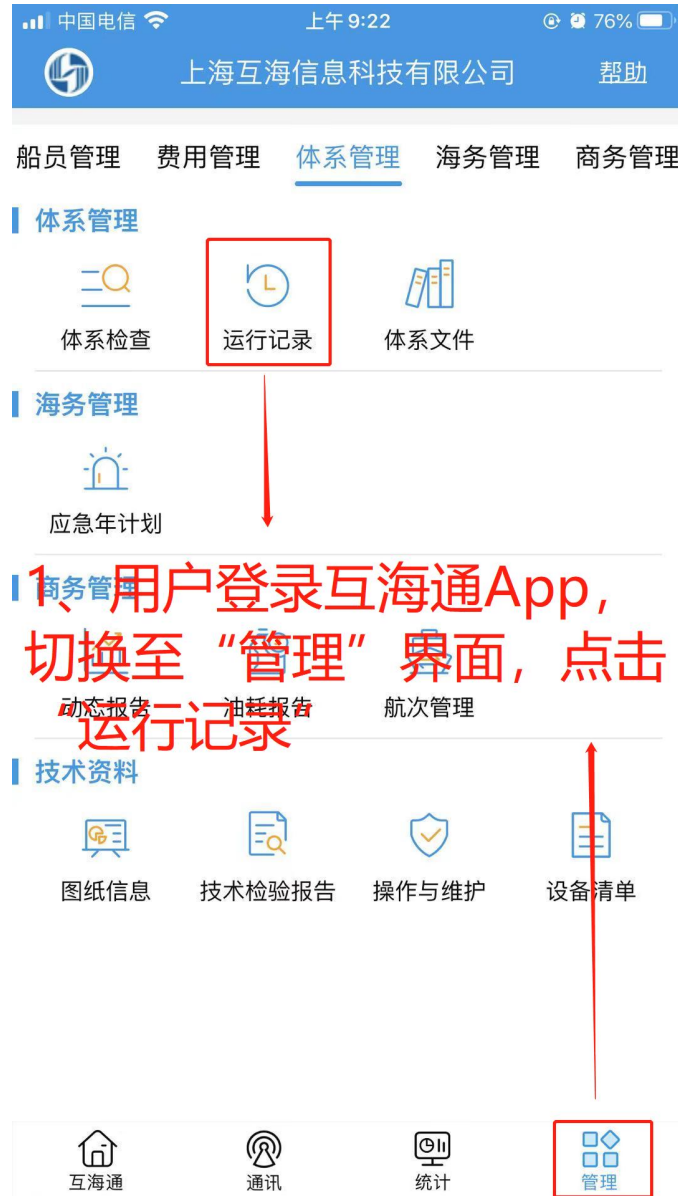 中国电信 上午 9:22 76%
上海互海信息科技有限公司 帮助
船员管理 费用管理 体系管理 海务管理 商务管理
体系管理
体系检查 运行记录 体系文件
海务管理
应急年计划
商务管理
1、用户登录互海通App，
切换至“管理”界面，点击
“运行记录”
动态报告 油耗报告 航次管理
技术资料
图纸信息 技术检验报告 操作与维护 设备清单
互海通 通讯 统计 管理